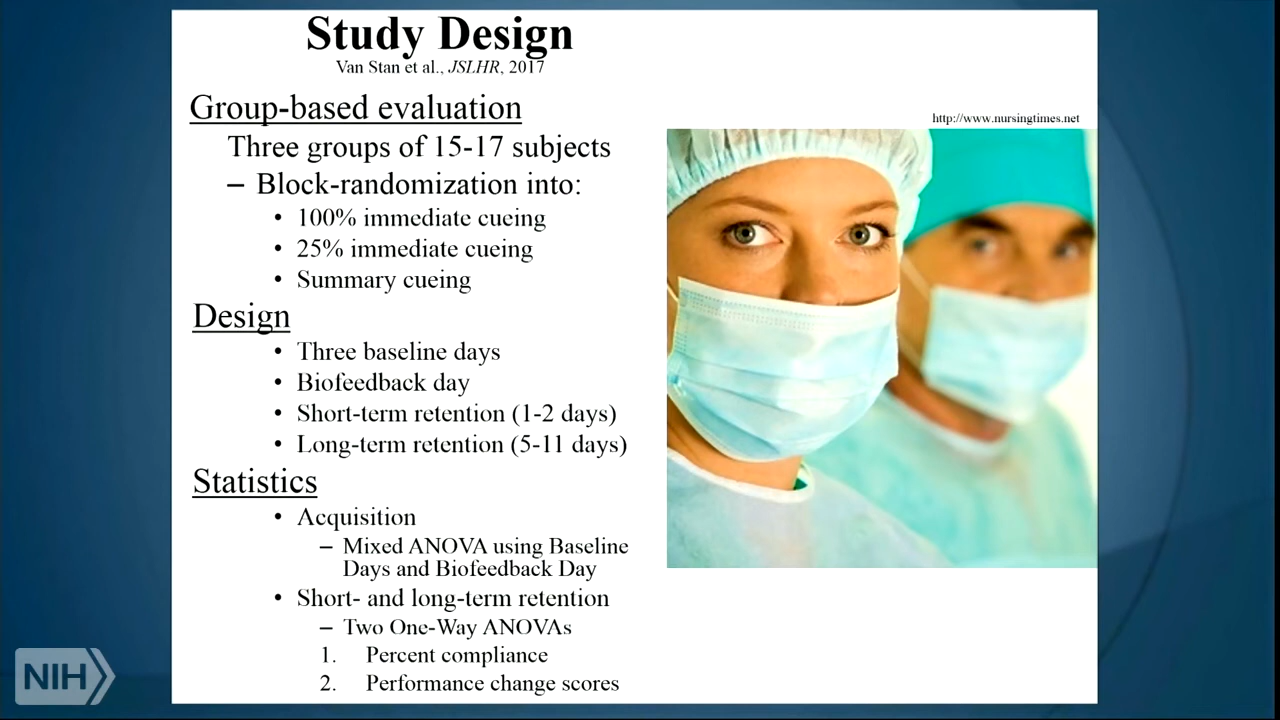 Study Design
Van Stan et al., JSLHR, 2017
Group-based evaluation
http://www.nursingtimes.net
Three groups of 15-17 subjects
– Block-randomization into:
• 100% immediate cueing
• 25% immediate cueing
• Summary cueing
Design
• Three baseline days
• Biofeedback day
• Short-term retention (1-2 days)
• Long-term retention (5-11 days)
Statistics
• Acquisition
– Mixed ANOVA using Baseline
Days and Biofeedback Day
• Short- and long-term retention
– Two One-Way ANOVAs
1. Percent compliance
2. Performance change scores
NIH